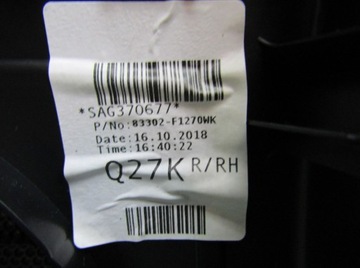 *SAG370677*
P/No:83302-F1270WK
Date:16.10.2018
Time:16:40:22
Q27K R/RH